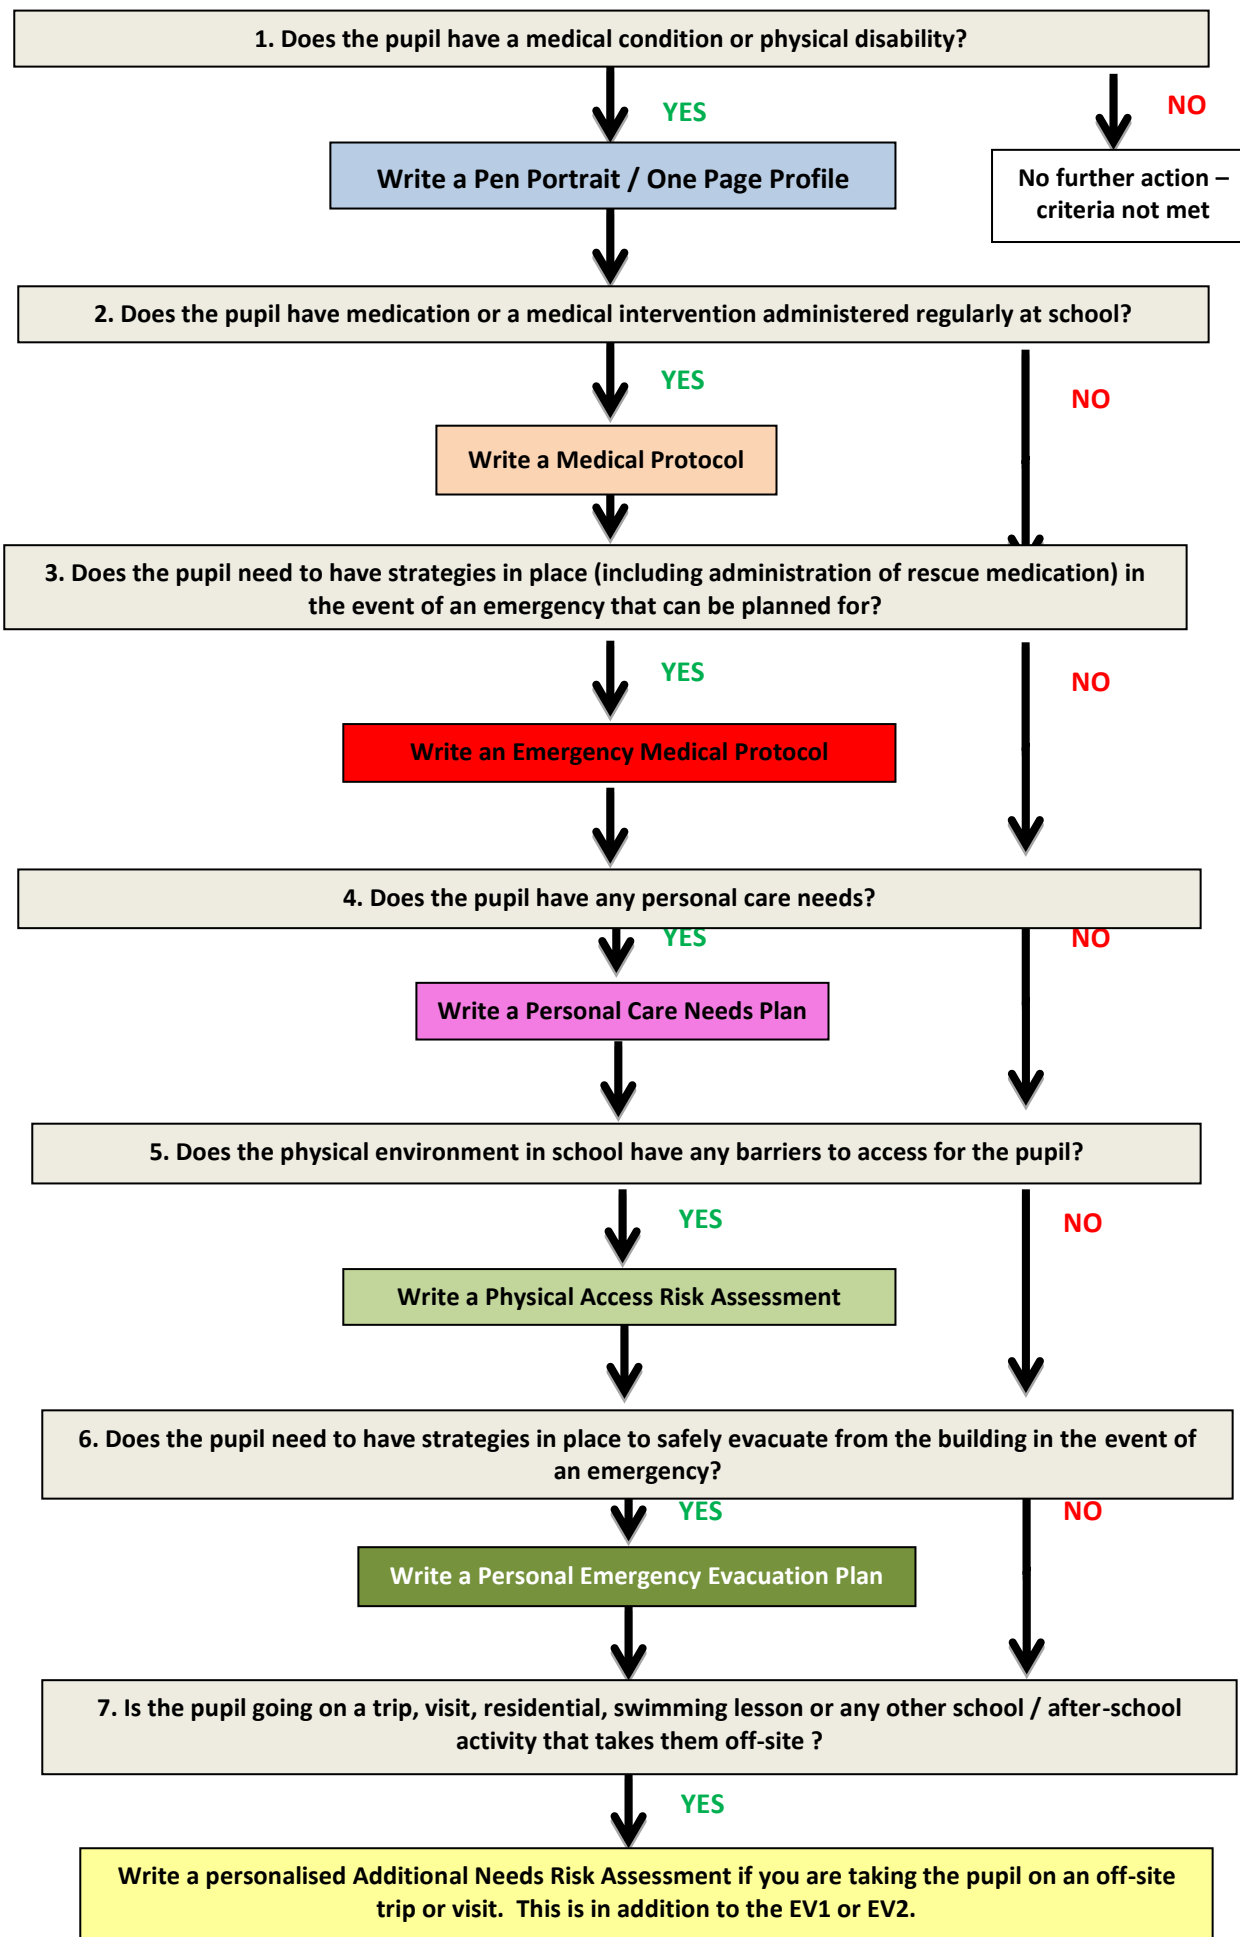 1. Does the pupil have a medical condition or physical disability?
YES
NO
Write a Pen Portrait / One Page Profile
No further action –
criteria not met
2. Does the pupil have medication or a medical intervention administered regularly at school?
YES
NO
Write a Medical Protocol
3. Does the pupil need to have strategies in place (including administration of rescue medication) in
the event of an emergency that can be planned for?
YES
NO
Write an Emergency Medical Protocol
4. Does the pupil have any personal care needs?
YES
NO
Write a Personal Care Needs Plan
5. Does the physical environment in school have any barriers to access for the pupil?
YES
NO
Write a Physical Access Risk Assessment
6. Does the pupil need to have strategies in place to safely evacuate from the building in the event of
an emergency?
YES
NO
Write a Personal Emergency Evacuation Plan
7. Is the pupil going on a trip, visit, residential, swimming lesson or any other school / after-school
activity that takes them off-site ?
YES
Write a personalised Additional Needs Risk Assessment if you are taking the pupil on an off-site
trip or visit.  This is in addition to the EV1 or EV2.